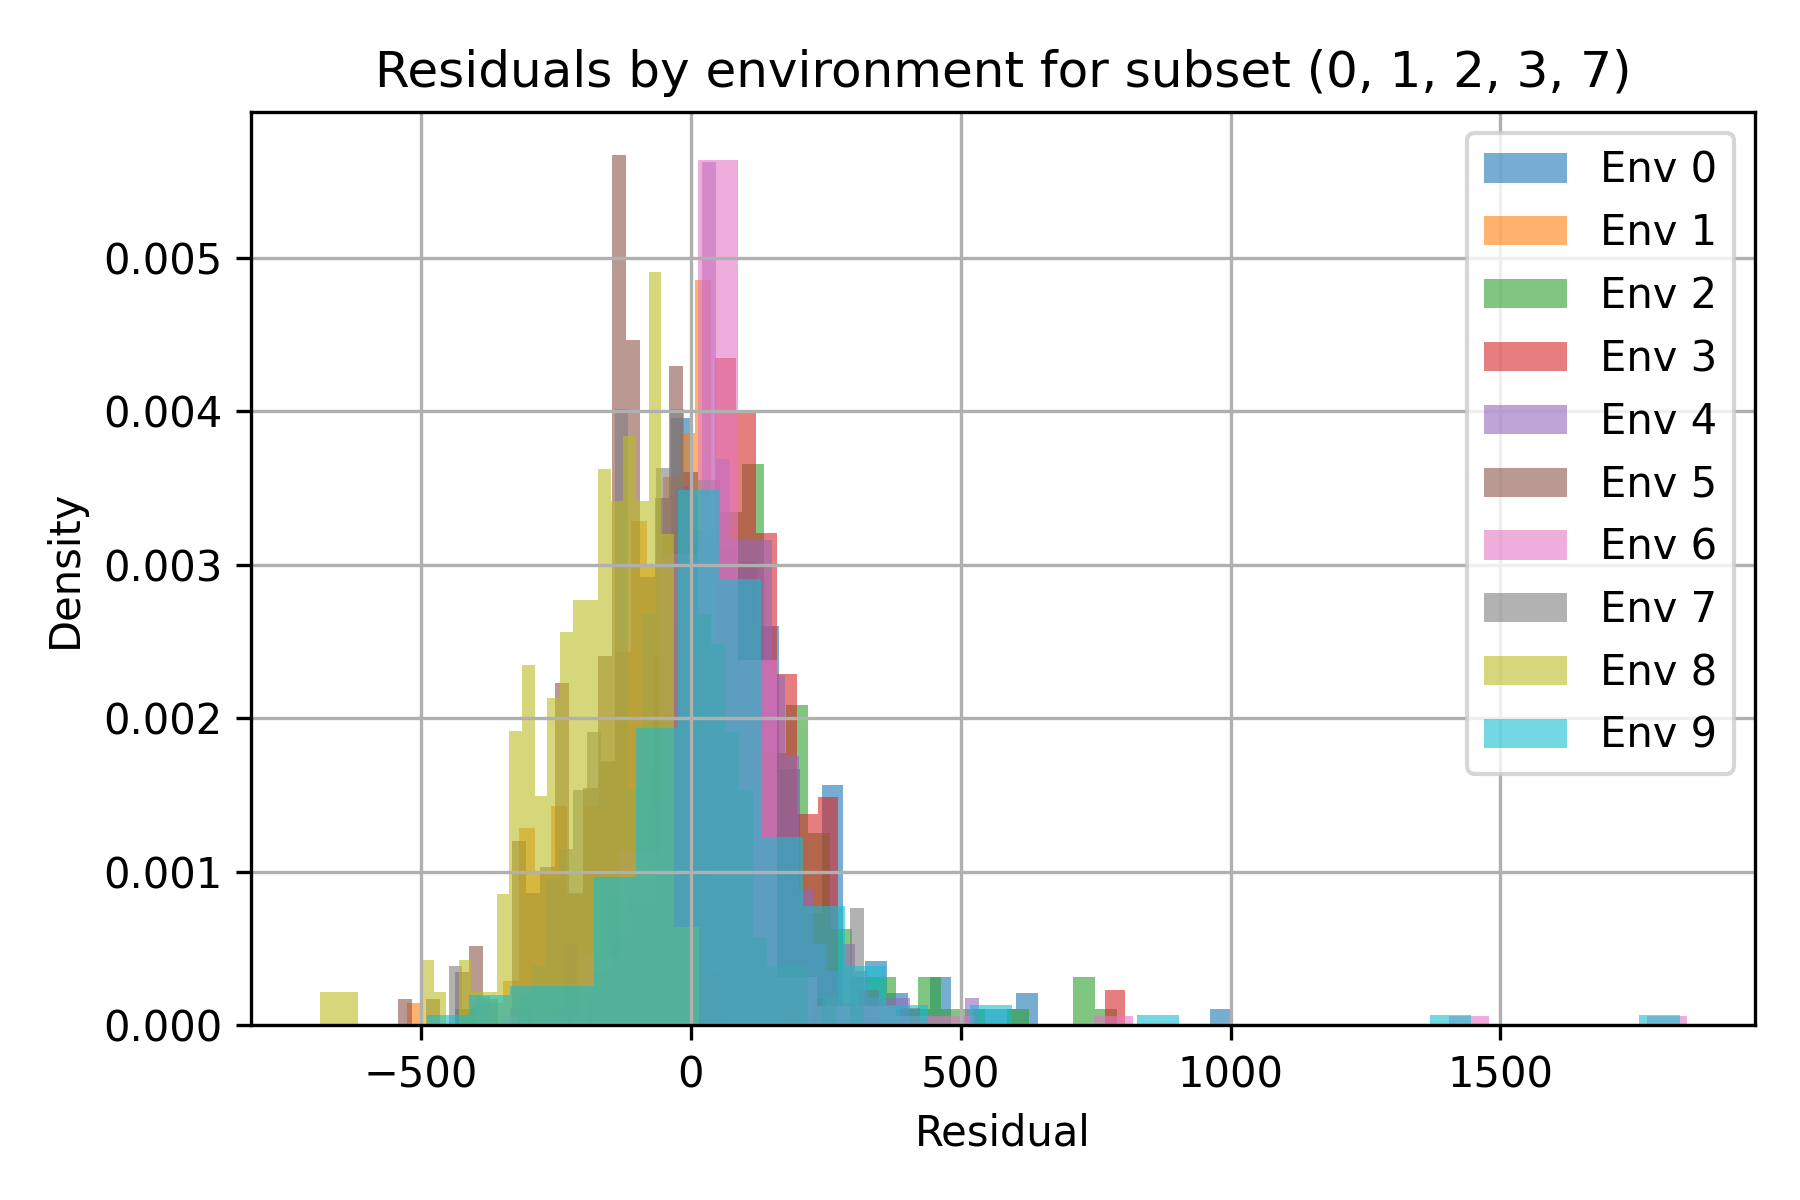 Residuals by environment for subset (0, 1, 2, 3, 7)
Density
0.005
0.004
0.003
0.002
0.001
0.000
−500
0
500
1000
1500
Residual
Env 0
Env 1
Env 2
Env 3
Env 4
Env 5
Env 6
Env 7
Env 8
Env 9